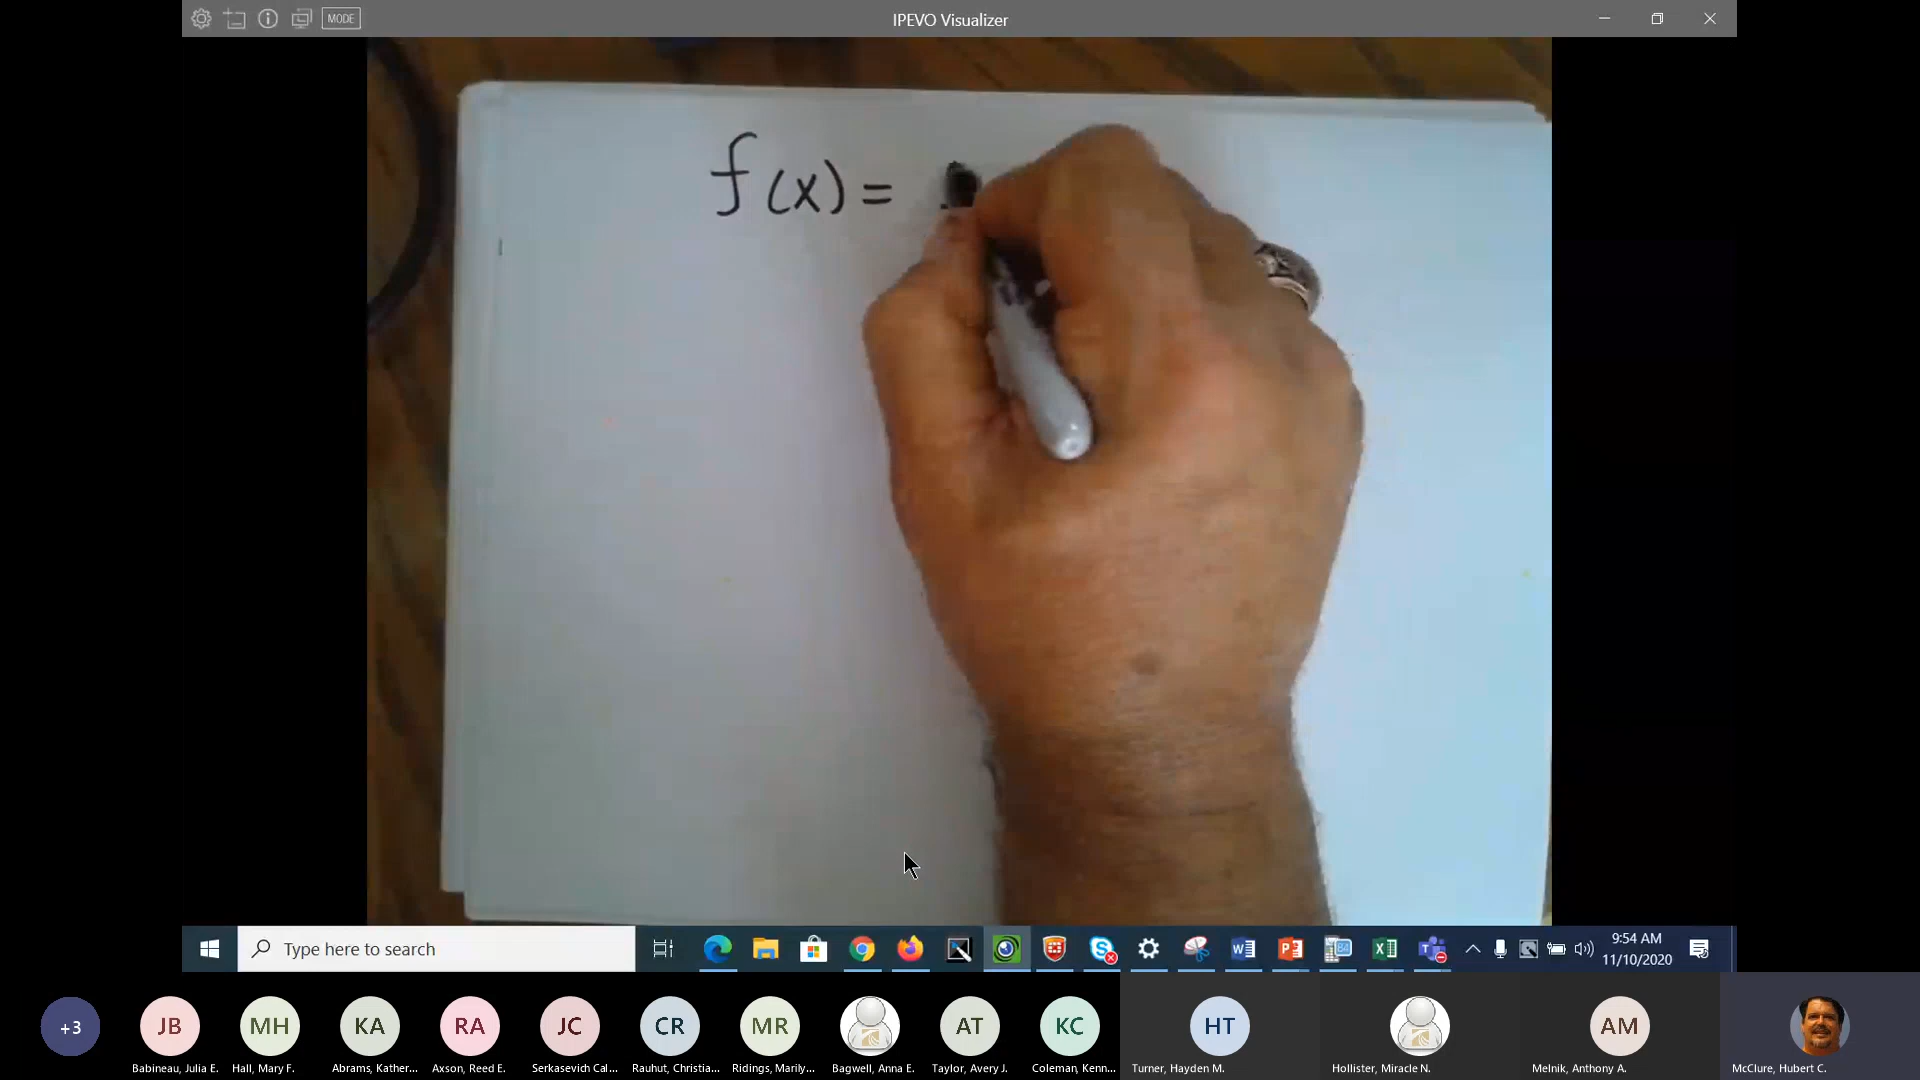 MODE
IPEVO Visualizer
f(x) =
Type here to search
9:54 AM
11/10/2020
+3
JB
MH
KA
RA
JC
CR
MR
AT
KC
HT
AM
Babineau, Julia E.
Hall, Mary F.
Abrams, Kather...
Axson, Reed E.
Serkasevich Cal...
Rauhut, Christia...
Ridings, Marily...
Bagwell, Anna E.
Taylor, Avery J.
Coleman, Kenn...
Turner, Hayden M.
Hollister, Miracle N.
Melnik, Anthony A.
McClure, Hubert C.